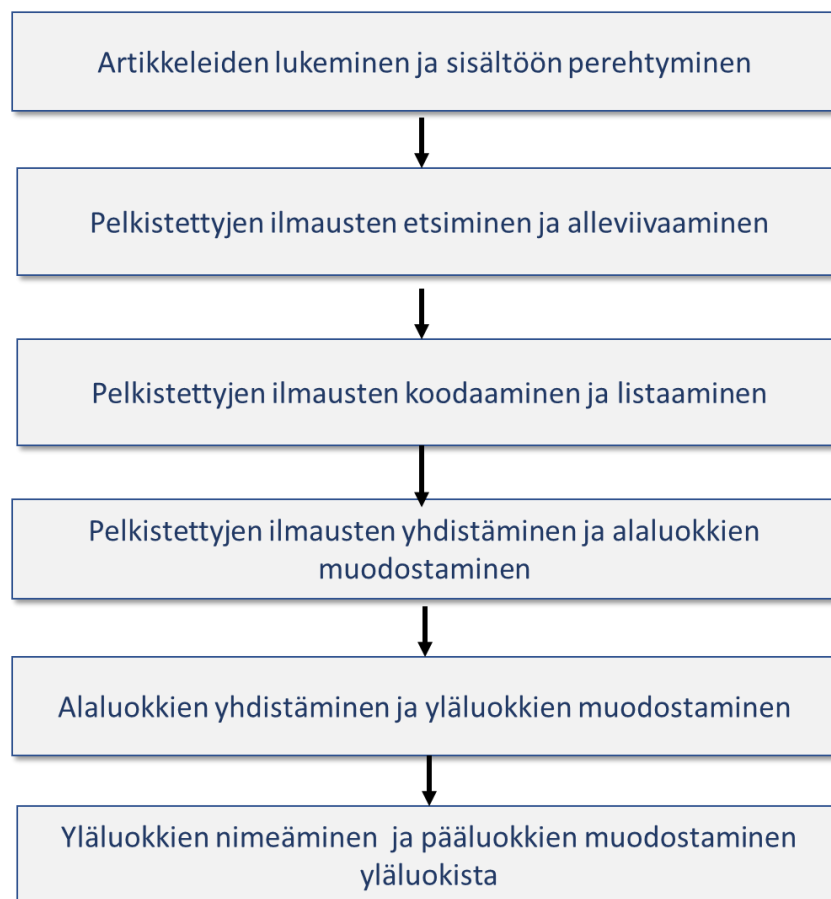 Artikkeleiden lukeminen ja sisältöön perehtyminen
Pelkistettyjen ilmausten etsiminen ja alleviivaaminen
Pelkistettyjen ilmausten koodaaminen ja listaaminen
Pelkistettyjen ilmausten yhdistäminen ja alaluokkien
muodostaminen
Alaluokkien yhdistäminen ja yläluokkien muodostaminen
Yläluokkien nimeäminen ja pääluokkien muodostaminen
yläluokista